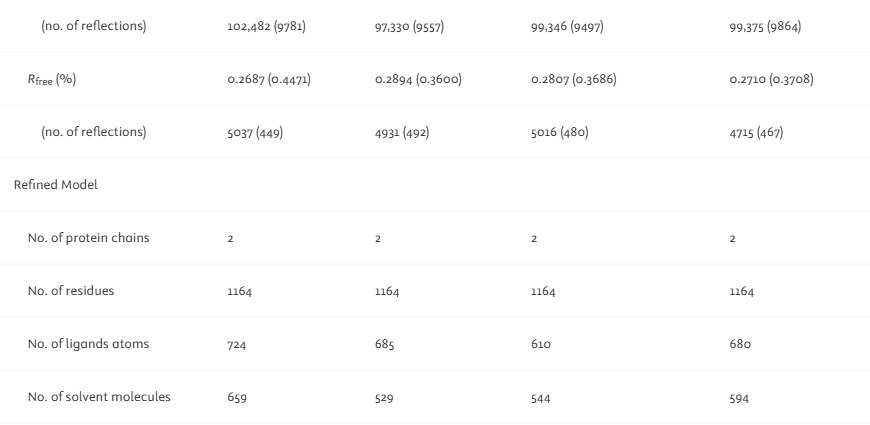 (no. of reflections) 102,482 (9781) 97,330 (9557) 99,346 (9497) 99,375 (9864)
Rfree (%) 0.2687 (0.4471) 0.2894 (0.3600) 0.2807 (0.3686) 0.2710 (0.3708)
(no. of reflections) 5037 (449) 4931 (492) 5016 (480) 4715 (467)
Refined Model
No. of protein chains 2 2 2 2
No. of residues 1164 1164 1164 1164
No. of ligands atoms 724 685 610 680
No. of solvent molecules 659 529 544 594